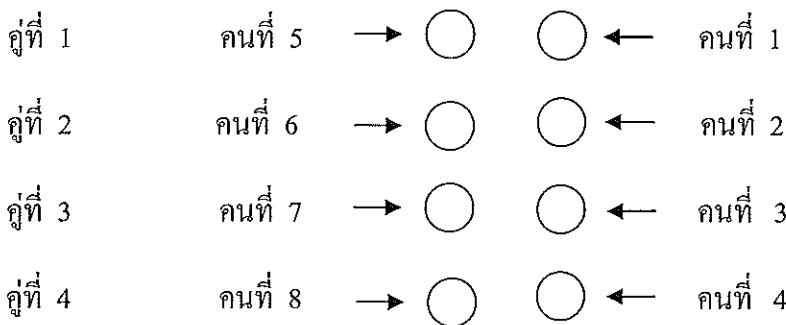 คู่ที่ 1 คนที่ 5 คนที่ 1
คู่ที่ 2 คนที่ 6 คนที่ 2
คู่ที่ 3 คนที่ 7 คนที่ 3
คู่ที่ 4 คนที่ 8 คนที่ 4